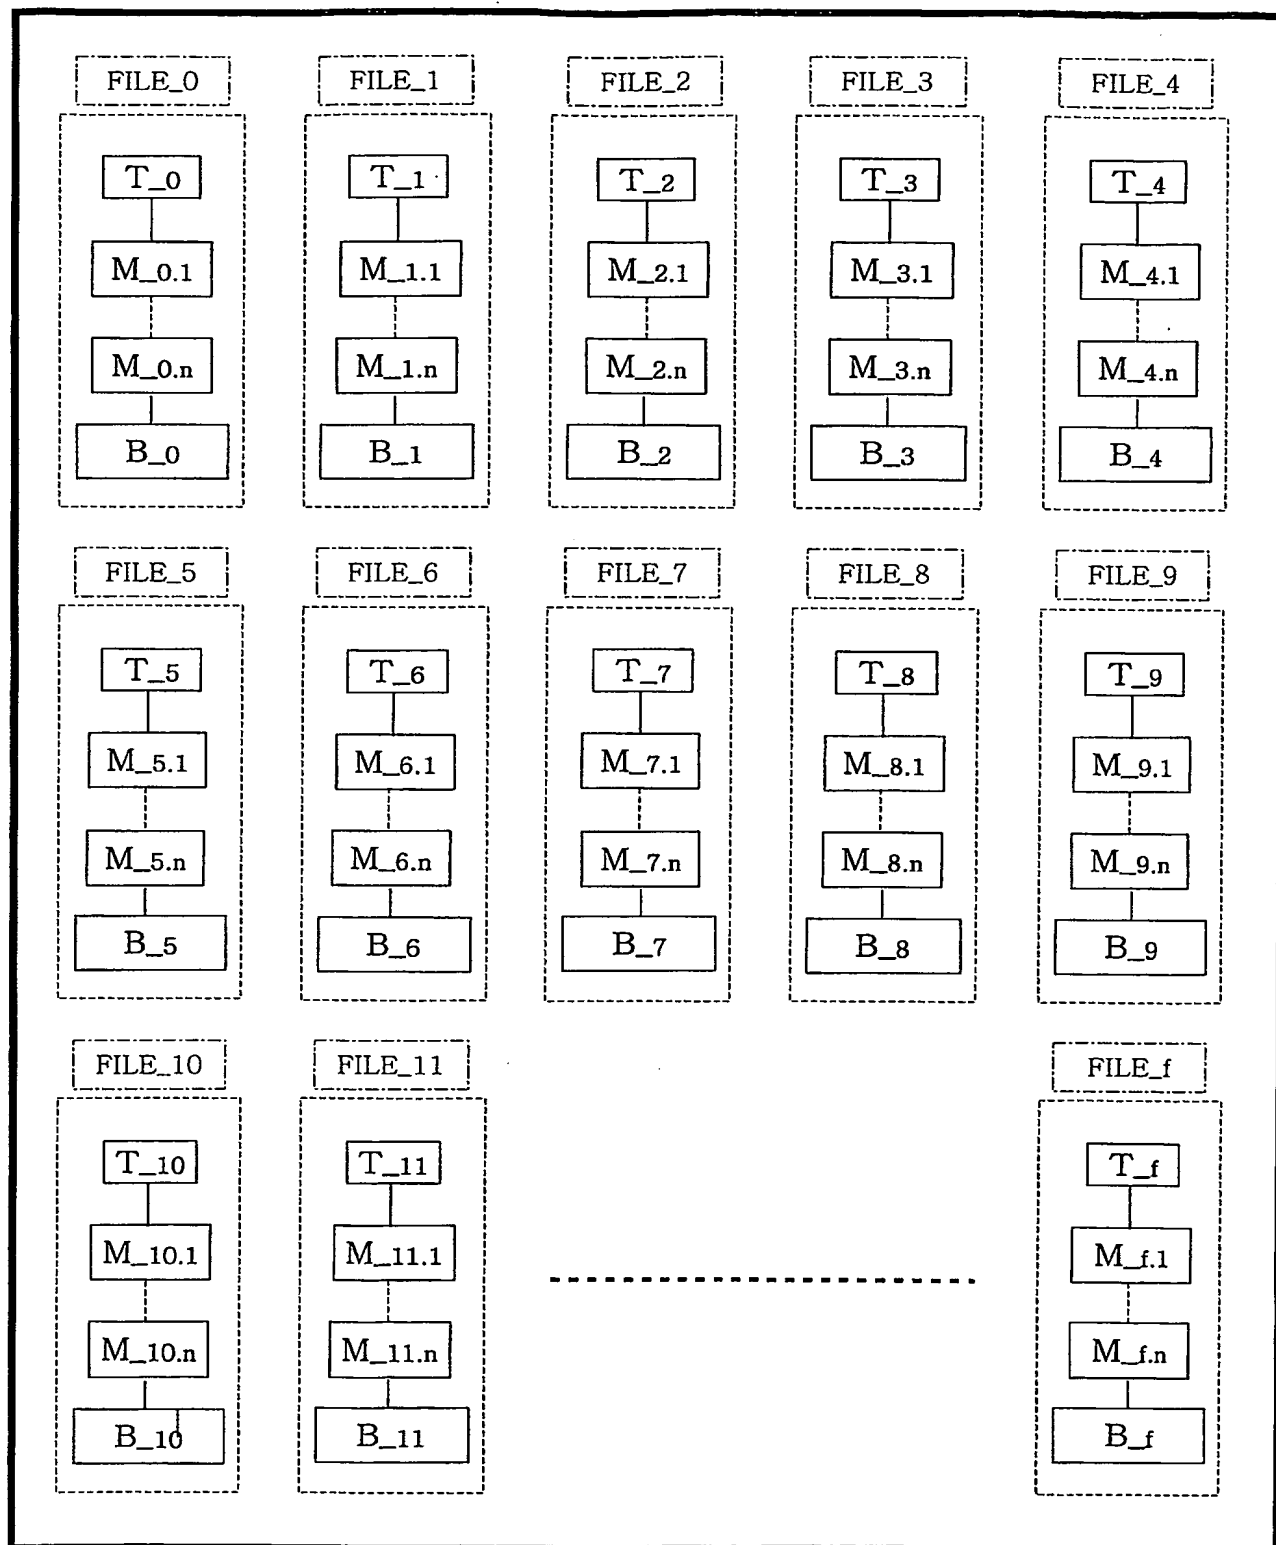 FILE_0 FILE_1 FILE_2 FILE_3 FILE_4
T_0 T_1 T_2 T_3 T_4
M_0.1 M_1.1 M_2.1 M_3.1 M_4.1
M_0.n M_1.n M_2.n M_3.n M_4.n
B_0 B_1 B_2 B_3 B_4
FILE_5 FILE_6 FILE_7 FILE_8 FILE_9
T_5 T_6 T_7 T_8 T_9
M_5.1 M_6.1 M_7.1 M_8.1 M_9.1
M_5.n M_6.n M_7.n M_8.n M_9.n
B_5 B_6 B_7 B_8 B_9
FILE_10 FILE_11 FILE_f
T_10 T_11 T_f
M_10.1 M_11.1 M_f.1
M_10.n M_11.n M_f.n
B_10 B_11 B_f